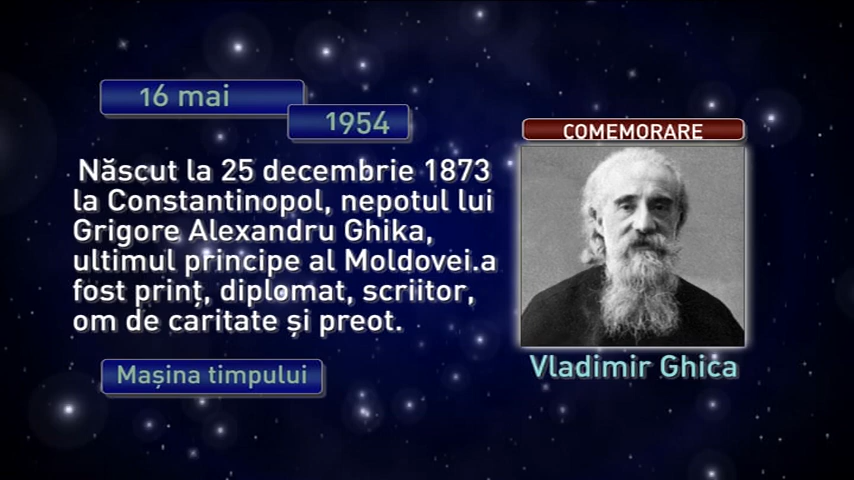 16 mai
1954
Născut la 25 decembrie 1873
la Constantinopol, nepotul lui
Grigore Alexandru Ghika,
ultimul principe al Moldovei.a
fost prinț, diplomat, scriitor,
om de caritate și preot.
Mașina timpului
COMEMORARE
Vladimir Ghica